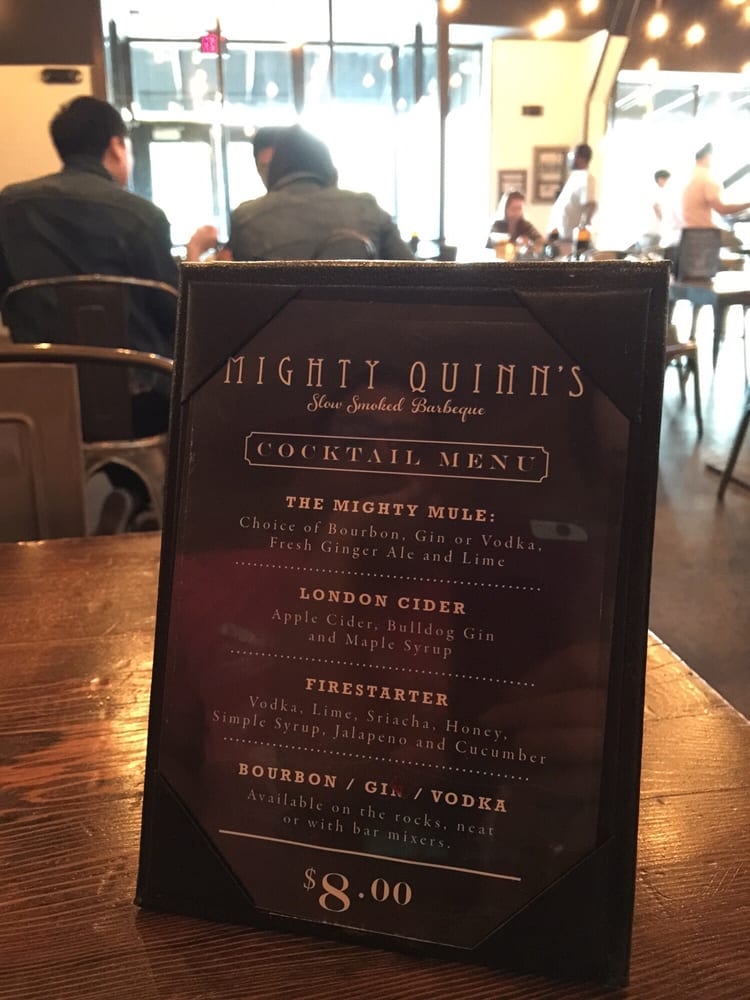 MIGHTY QUINN'S
Slow Smoked Barbeque
COCKTAIL MENU
THE MIGHTY MULE:
Choice of Bourbon, Gin or Vodka,
Fresh Ginger Ale and Lime
LONDON CIDER
Apple Cider, Bulldog Gin
and Maple Syrup
FIRESTARTER
Vodka, Lime, Sriacha, Honey,
Simple Syrup, Jalapeno and Cucumber
BOURBON / GIN / VODKA
Available on the rocks, neat
or with bar mixers.
$8.00